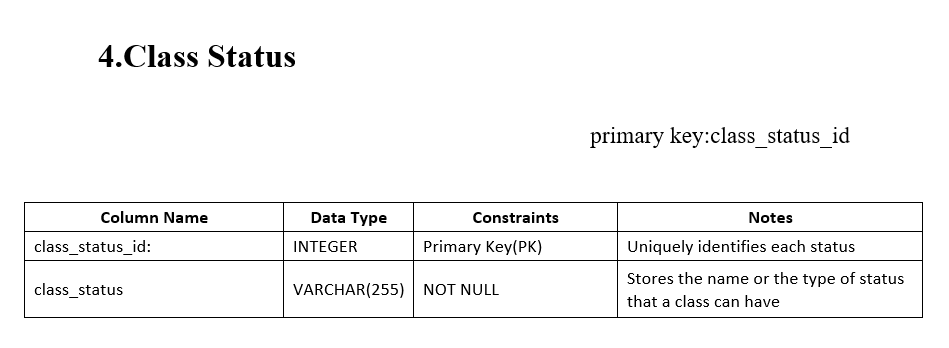 4.Class Status
primary key:class_status_id
Column Name Data Type Constraints Notes
class_status_id: INTEGER Primary Key(PK) Uniquely identifies each status
class_status VARCHAR(255) NOT NULL Stores the name or the type of status
that a class can have